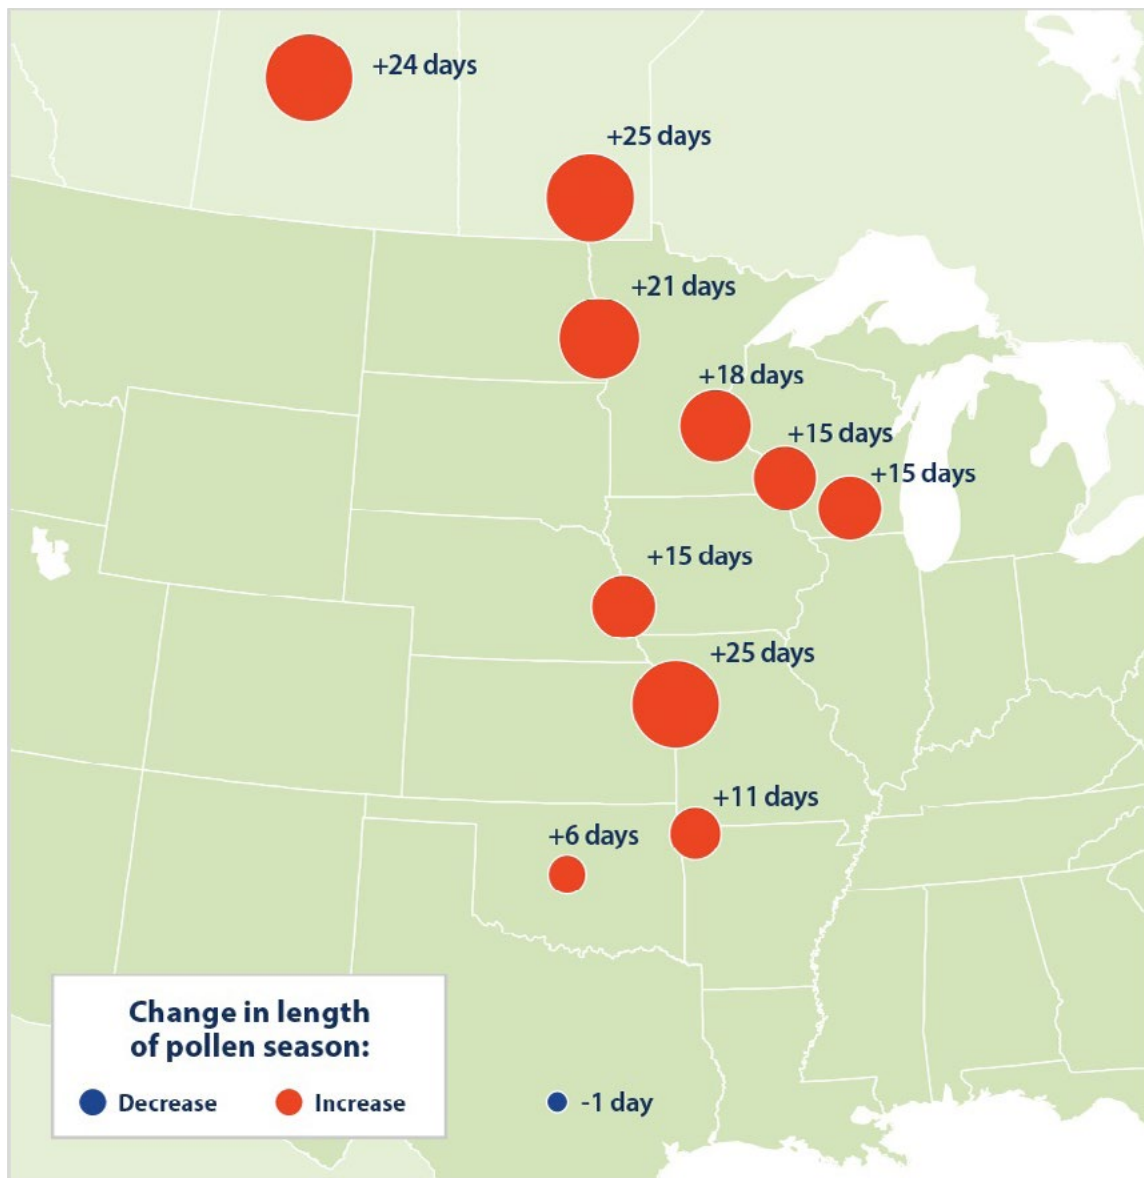 +24 days
+25 days
+21 days
+18 days
+15 days
+15 days
+15 days
+25 days
+11 days
+6 days
Change in length
of pollen season:
Decrease
Increase
-1 day